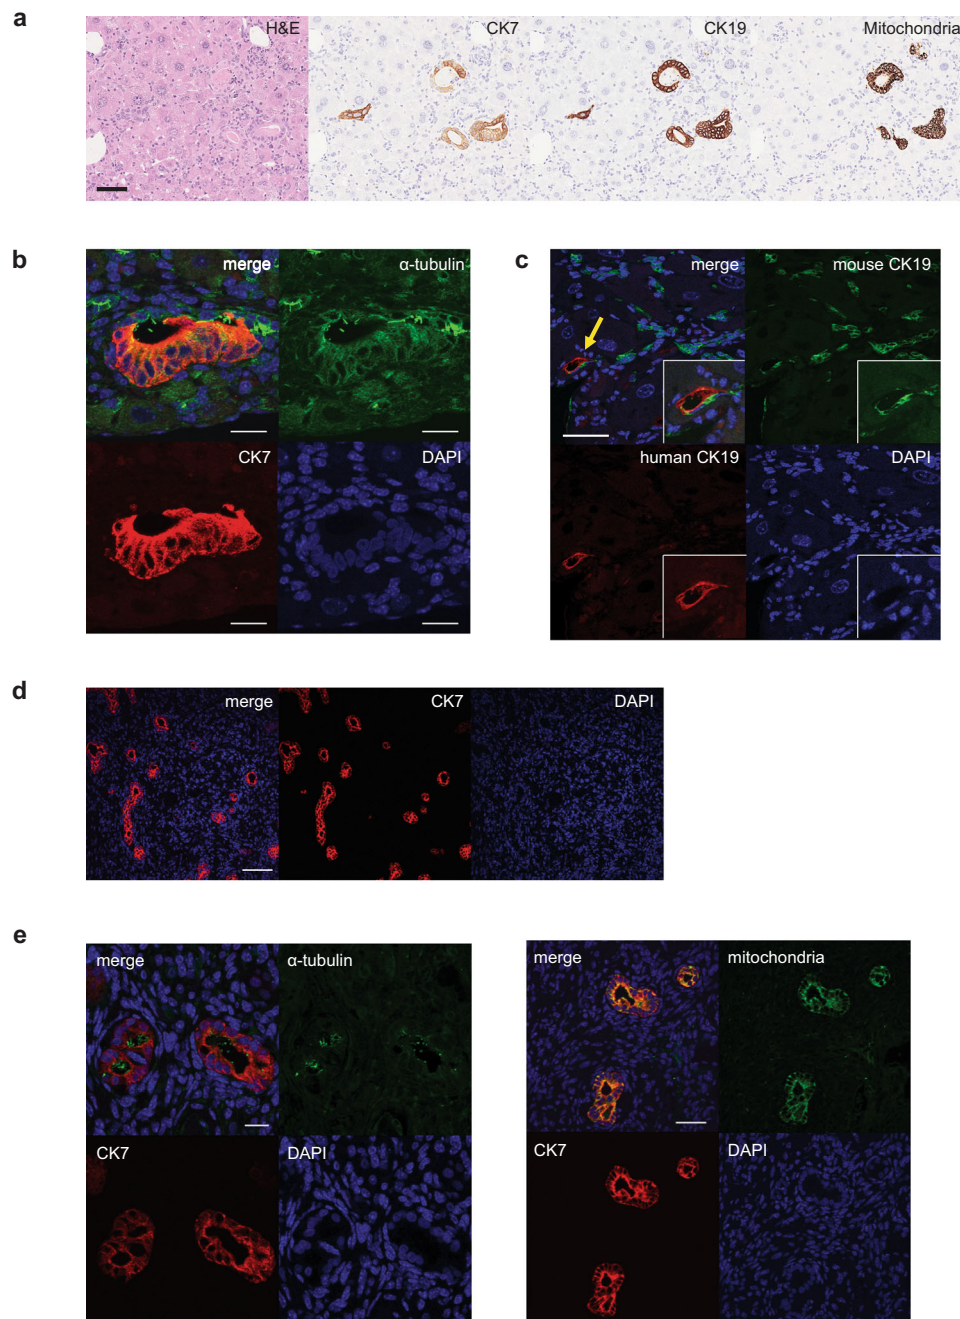 a
H&E
CK7
CK19
Mitochondria
b
merge
α-tubulin
CK7
DAPI
c
merge
mouse CK19
human CK19
DAPI
d
merge
CK7
DAPI
e
merge
α-tubulin
CK7
DAPI
merge
mitochondria
CK7
DAPI